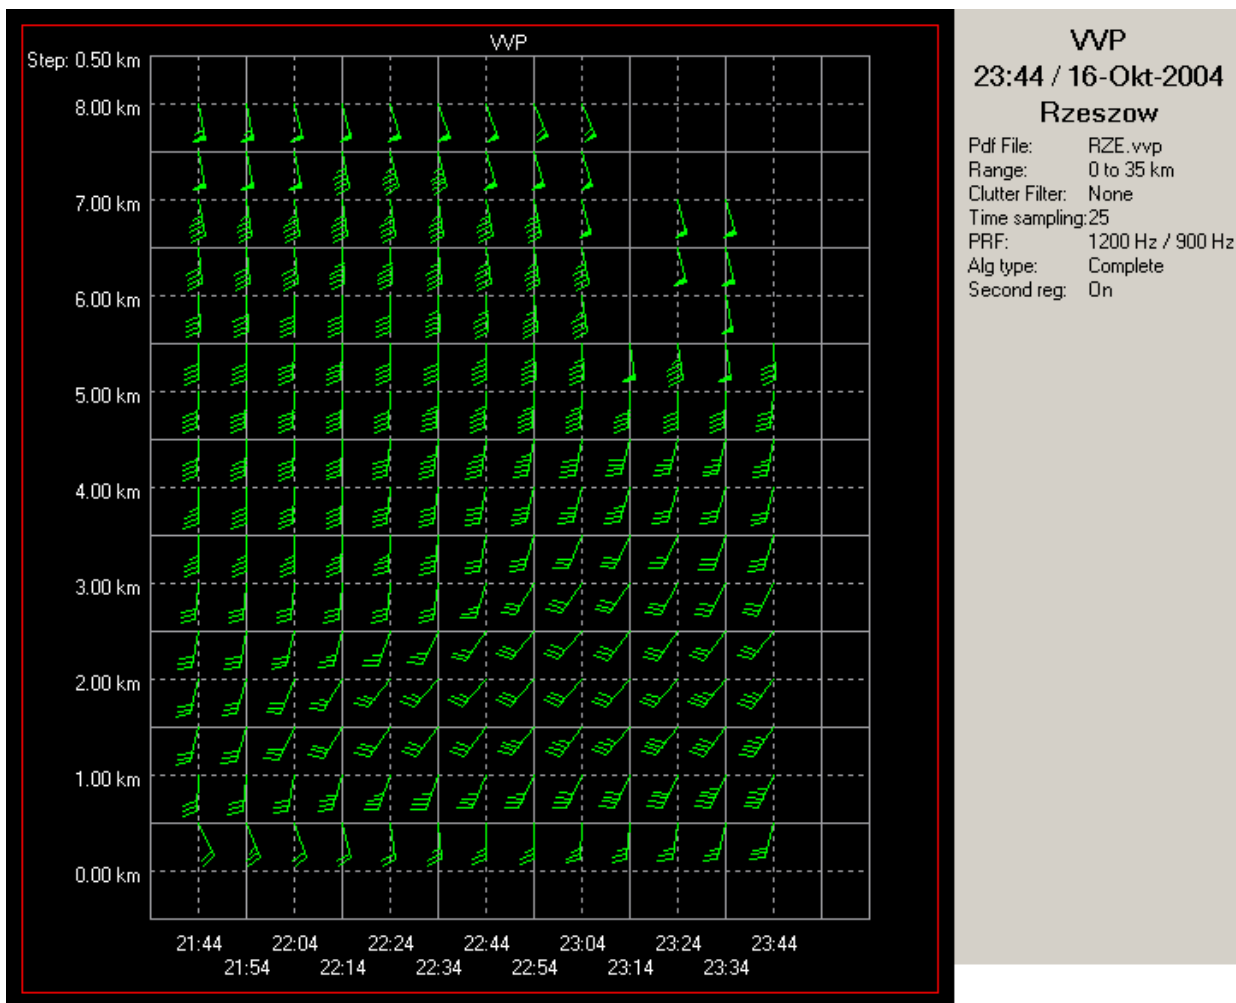 VVP
Step: 0.50 km
8.00 km
7.00 km
6.00 km
5.00 km
4.00 km
3.00 km
2.00 km
1.00 km
0.00 km
21:44 22:04 22:24 22:44 23:04 23:24 23:44
21:54 22:14 22:34 22:54 23:14 23:34
VVP
23:44 / 16-Okt-2004
Rzeszow
Pdf File: RZE.vvp
Range: 0 to 35 km
Clutter Filter: None
Time sampling:25
PRF: 1200 Hz / 900 Hz
Alg type: Complete
Second reg: On